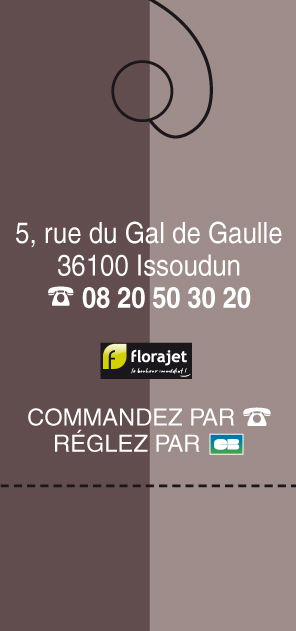 5, rue du Gal de Gaulle
36100 Issoudun
☎ 08 20 50 30 20
florajet
le bonheur immédiat !
COMMANDEZ PAR ☎
RÉGLEZ PAR CB